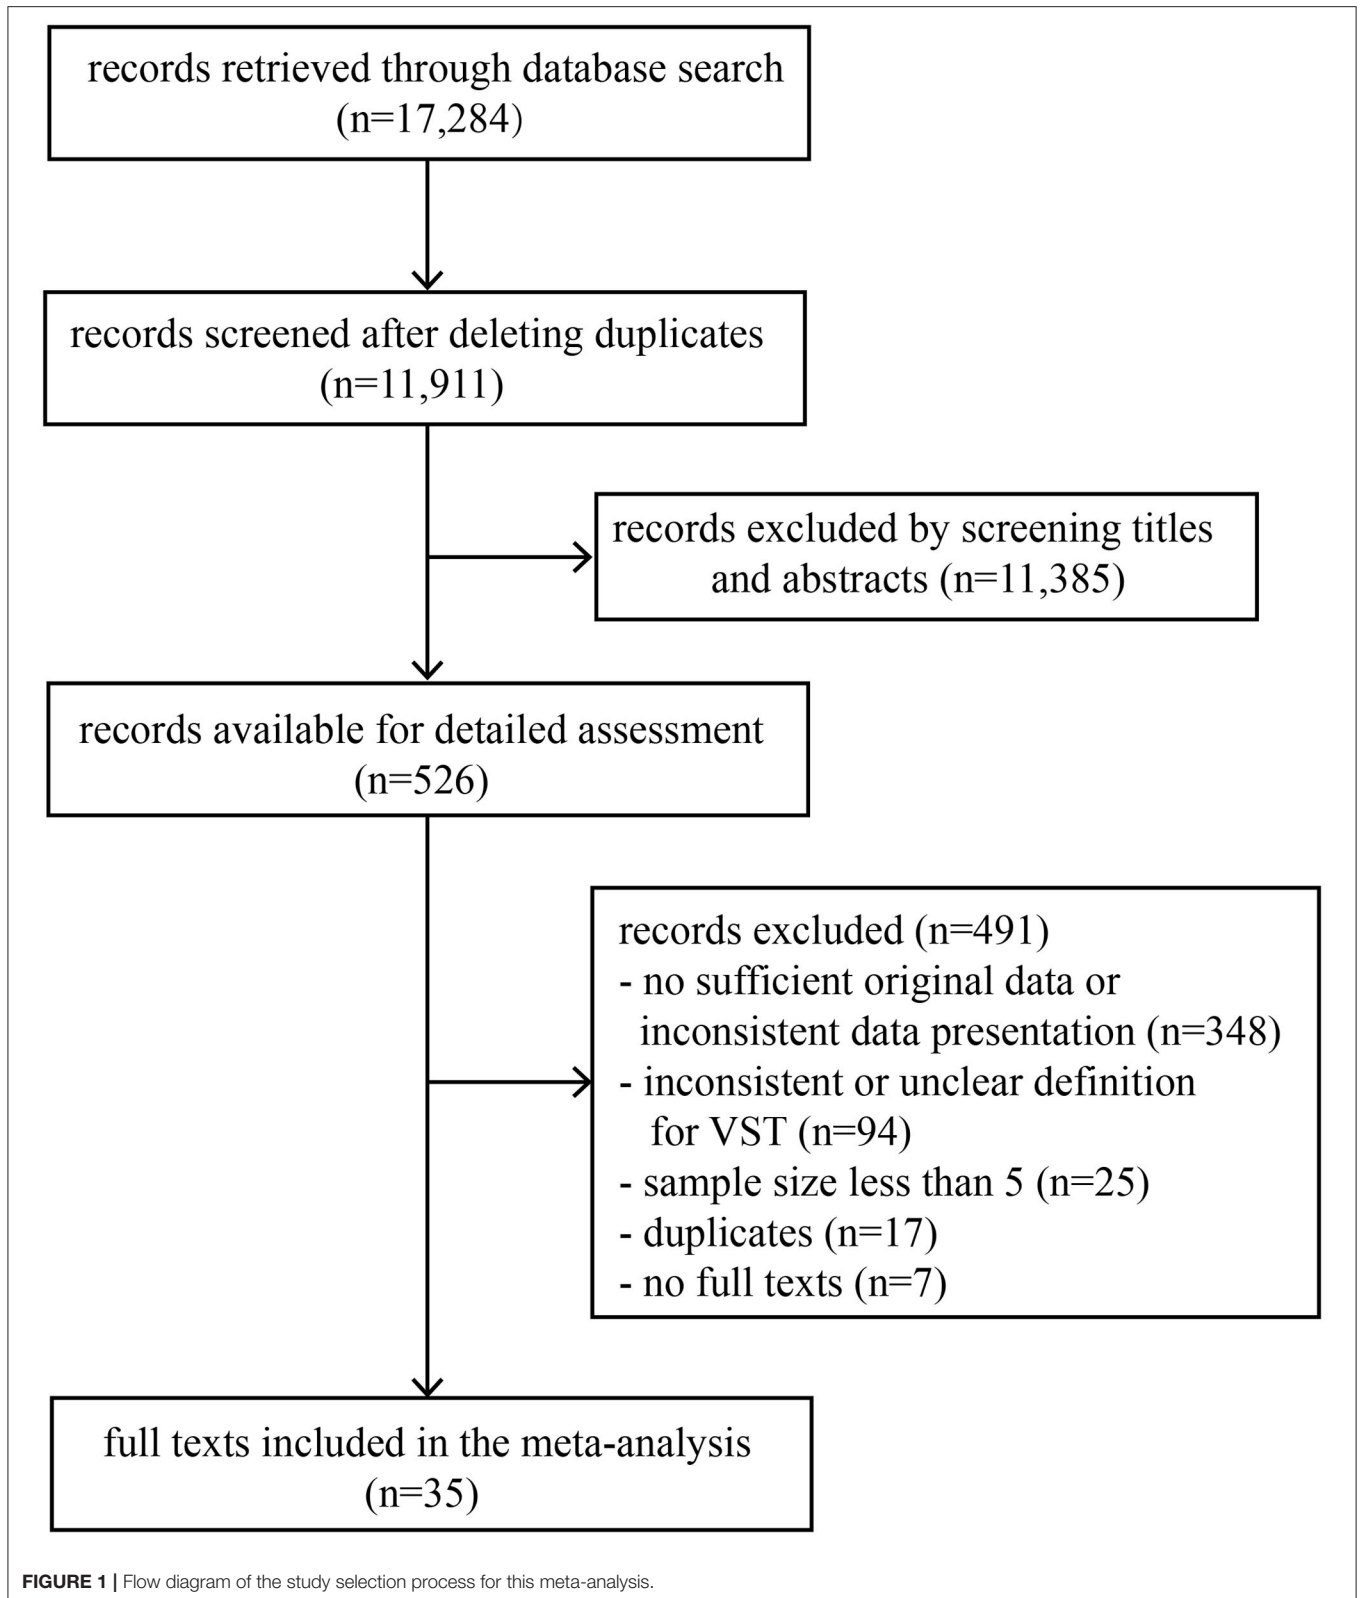 records retrieved through database search
(n=17,284)
records screened after deleting duplicates
(n=11,911)
records excluded by screening titles
and abstracts (n=11,385)
records available for detailed assessment
(n=526)
records excluded (n=491)
- no sufficient original data or
inconsistent data presentation (n=348)
- inconsistent or unclear definition
for VST (n=94)
- sample size less than 5 (n=25)
- duplicates (n=17)
- no full texts (n=7)
full texts included in the meta-analysis
(n=35)
FIGURE 1 | Flow diagram of the study selection process for this meta-analysis.